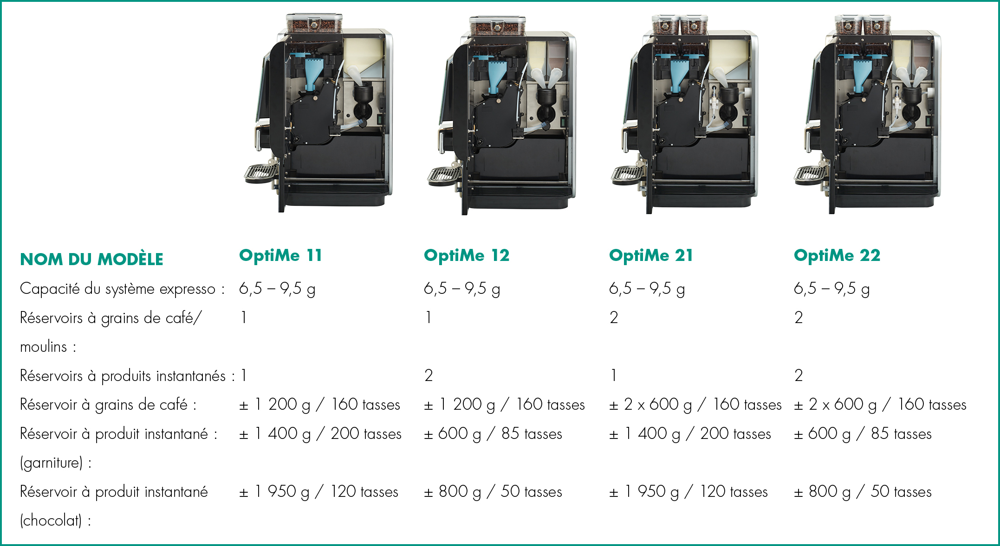 NOM DU MODÈLE OptiMe 11 OptiMe 12 OptiMe 21 OptiMe 22
Capacité du système expresso : 6,5 – 9,5 g 6,5 – 9,5 g 6,5 – 9,5 g 6,5 – 9,5 g
Réservoirs à grains de café/ 1 1 2 2
moulins :
Réservoirs à produits instantanés : 1 2 1 2
Réservoir à grains de café : ± 1 200 g / 160 tasses ± 1 200 g / 160 tasses ± 2 x 600 g / 160 tasses ± 2 x 600 g / 160 tasses
Réservoir à produit instantané : ± 1 400 g / 200 tasses ± 600 g / 85 tasses ± 1 400 g / 200 tasses ± 600 g / 85 tasses
(garniture) :
Réservoir à produit instantané ± 1 950 g / 120 tasses ± 800 g / 50 tasses ± 1 950 g / 120 tasses ± 800 g / 50 tasses
(chocolat) :